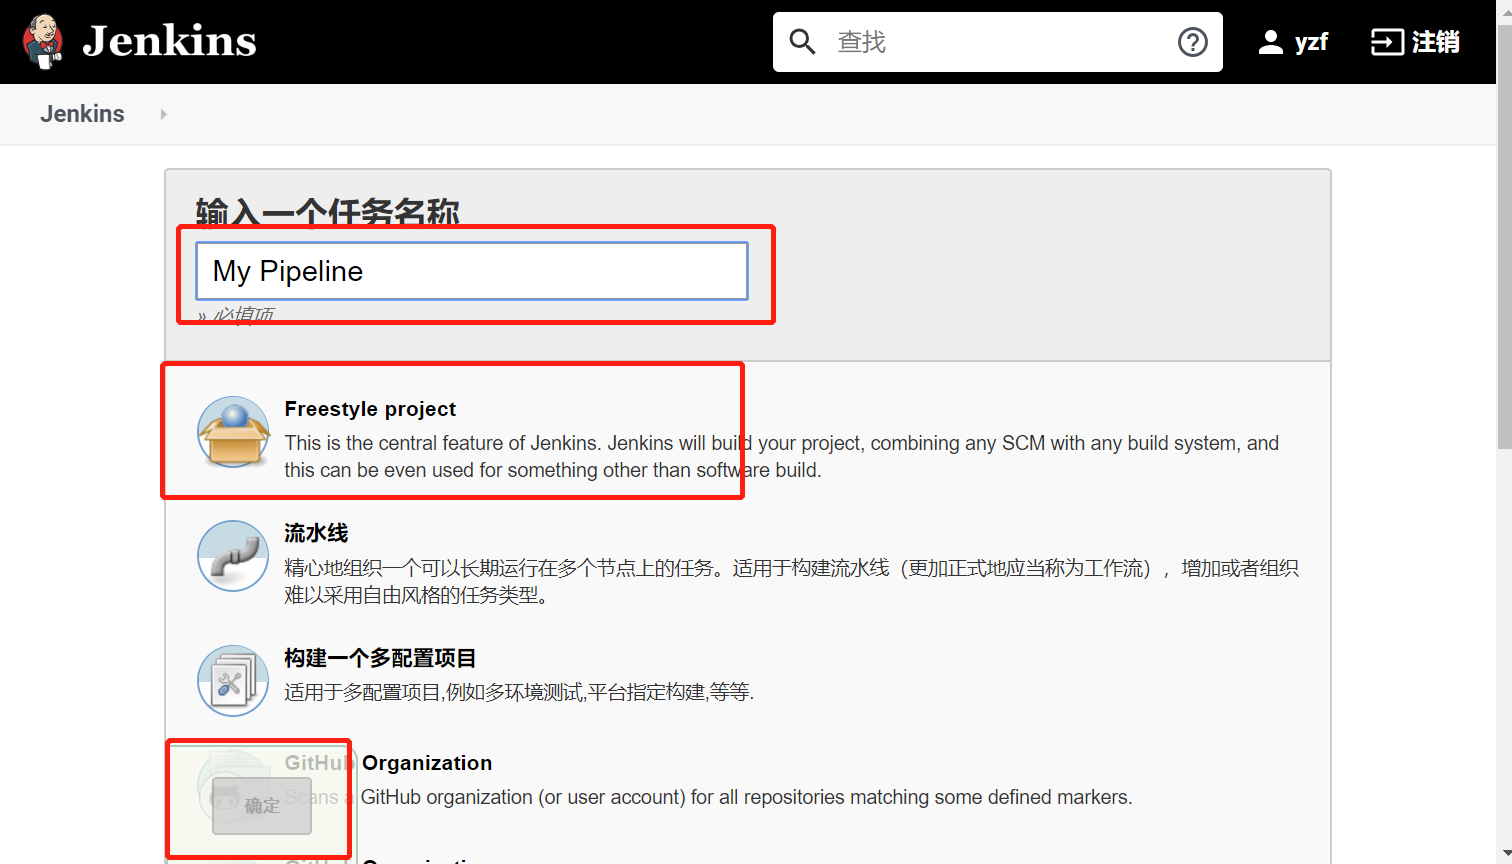 Jenkins
查找
yzf
注销
Jenkins
输入一个任务名称
My Pipeline
» 必填项
Freestyle project
This is the central feature of Jenkins. Jenkins will build your project, combining any SCM with any build system, and
this can be even used for something other than software build.
流水线
精心地组织一个可以长期运行在多个节点上的任务。适用于构建流水线（更加正式地应当称为工作流），增加或者组织
难以采用自由风格的任务类型。
构建一个多配置项目
适用于多配置项目,例如多环境测试,平台指定构建,等等.
GitHub Organization
Scans a GitHub organization (or user account) for all repositories matching some defined markers.
确定